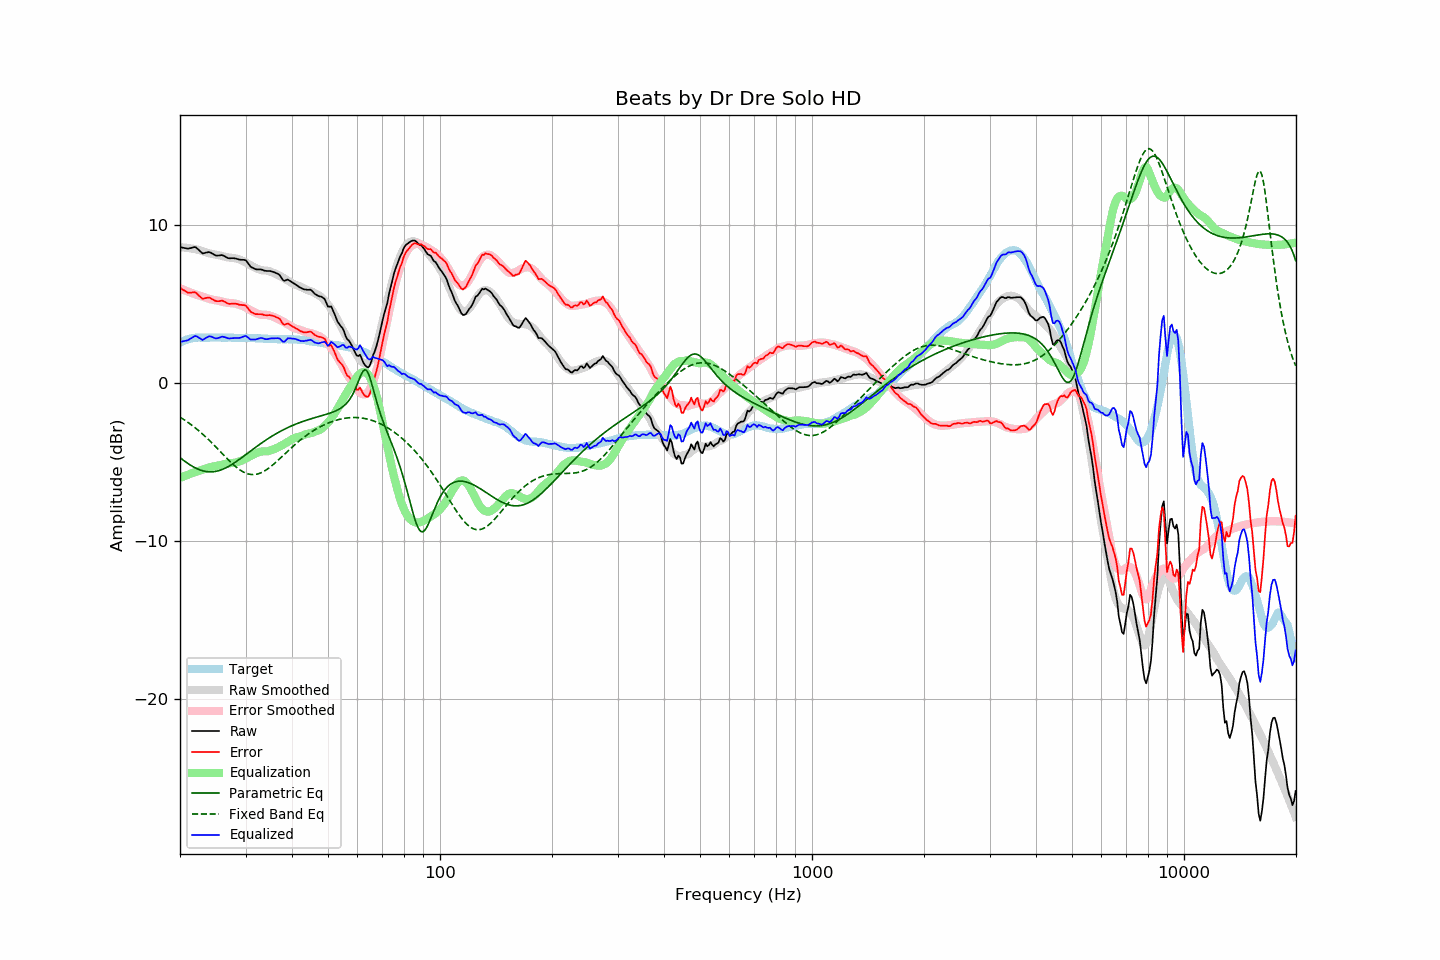 Beats by Dr Dre Solo HD
10
0
−10
−20
Amplitude (dBr)
Target
Raw Smoothed
Error Smoothed
Raw
Error
Equalization
Parametric Eq
Fixed Band Eq
Equalized
100
1000
10000
Frequency (Hz)